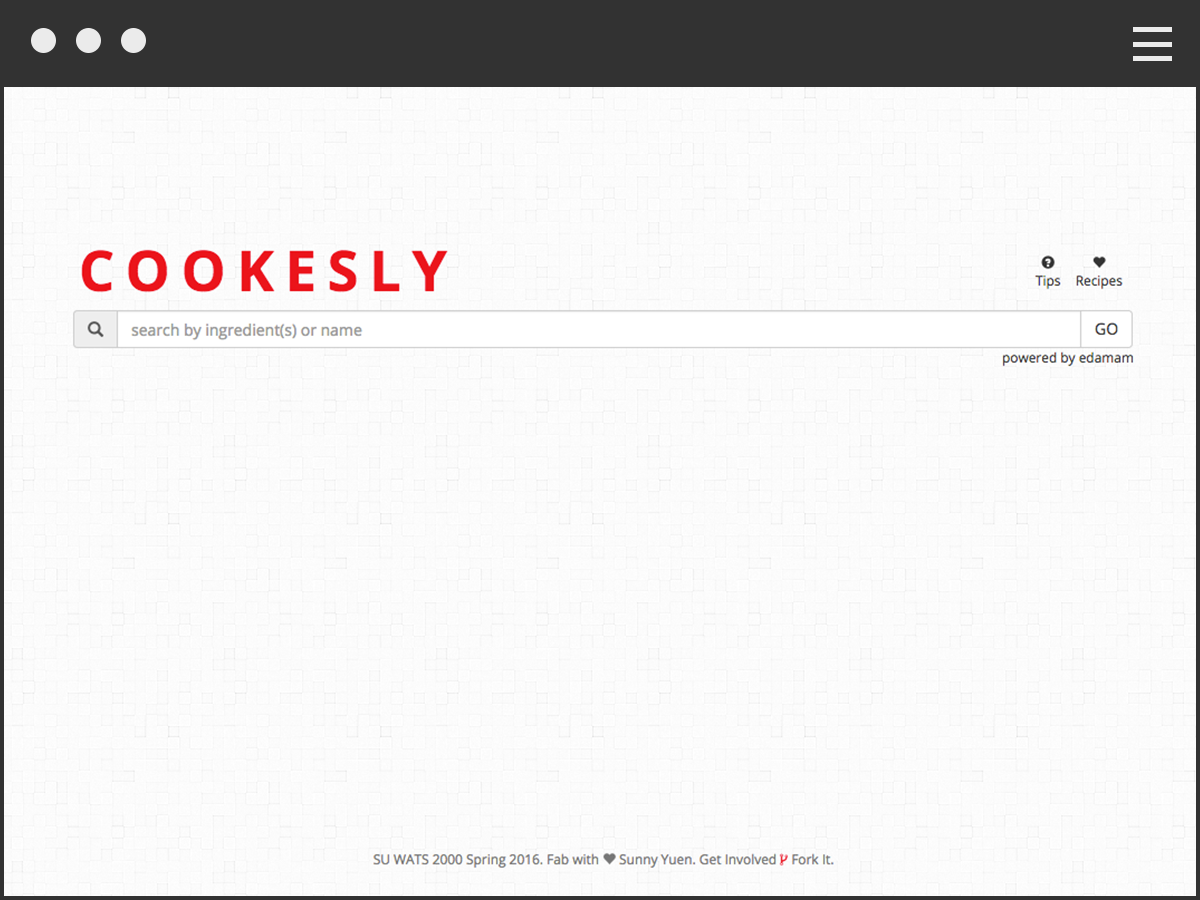 COOKESLY
Tips Recipes
search by ingredient(s) or name
GO
powered by edamam
SU WATS 2000 Spring 2016. Fab with ♥ Sunny Yuen. Get Involved Fork It.